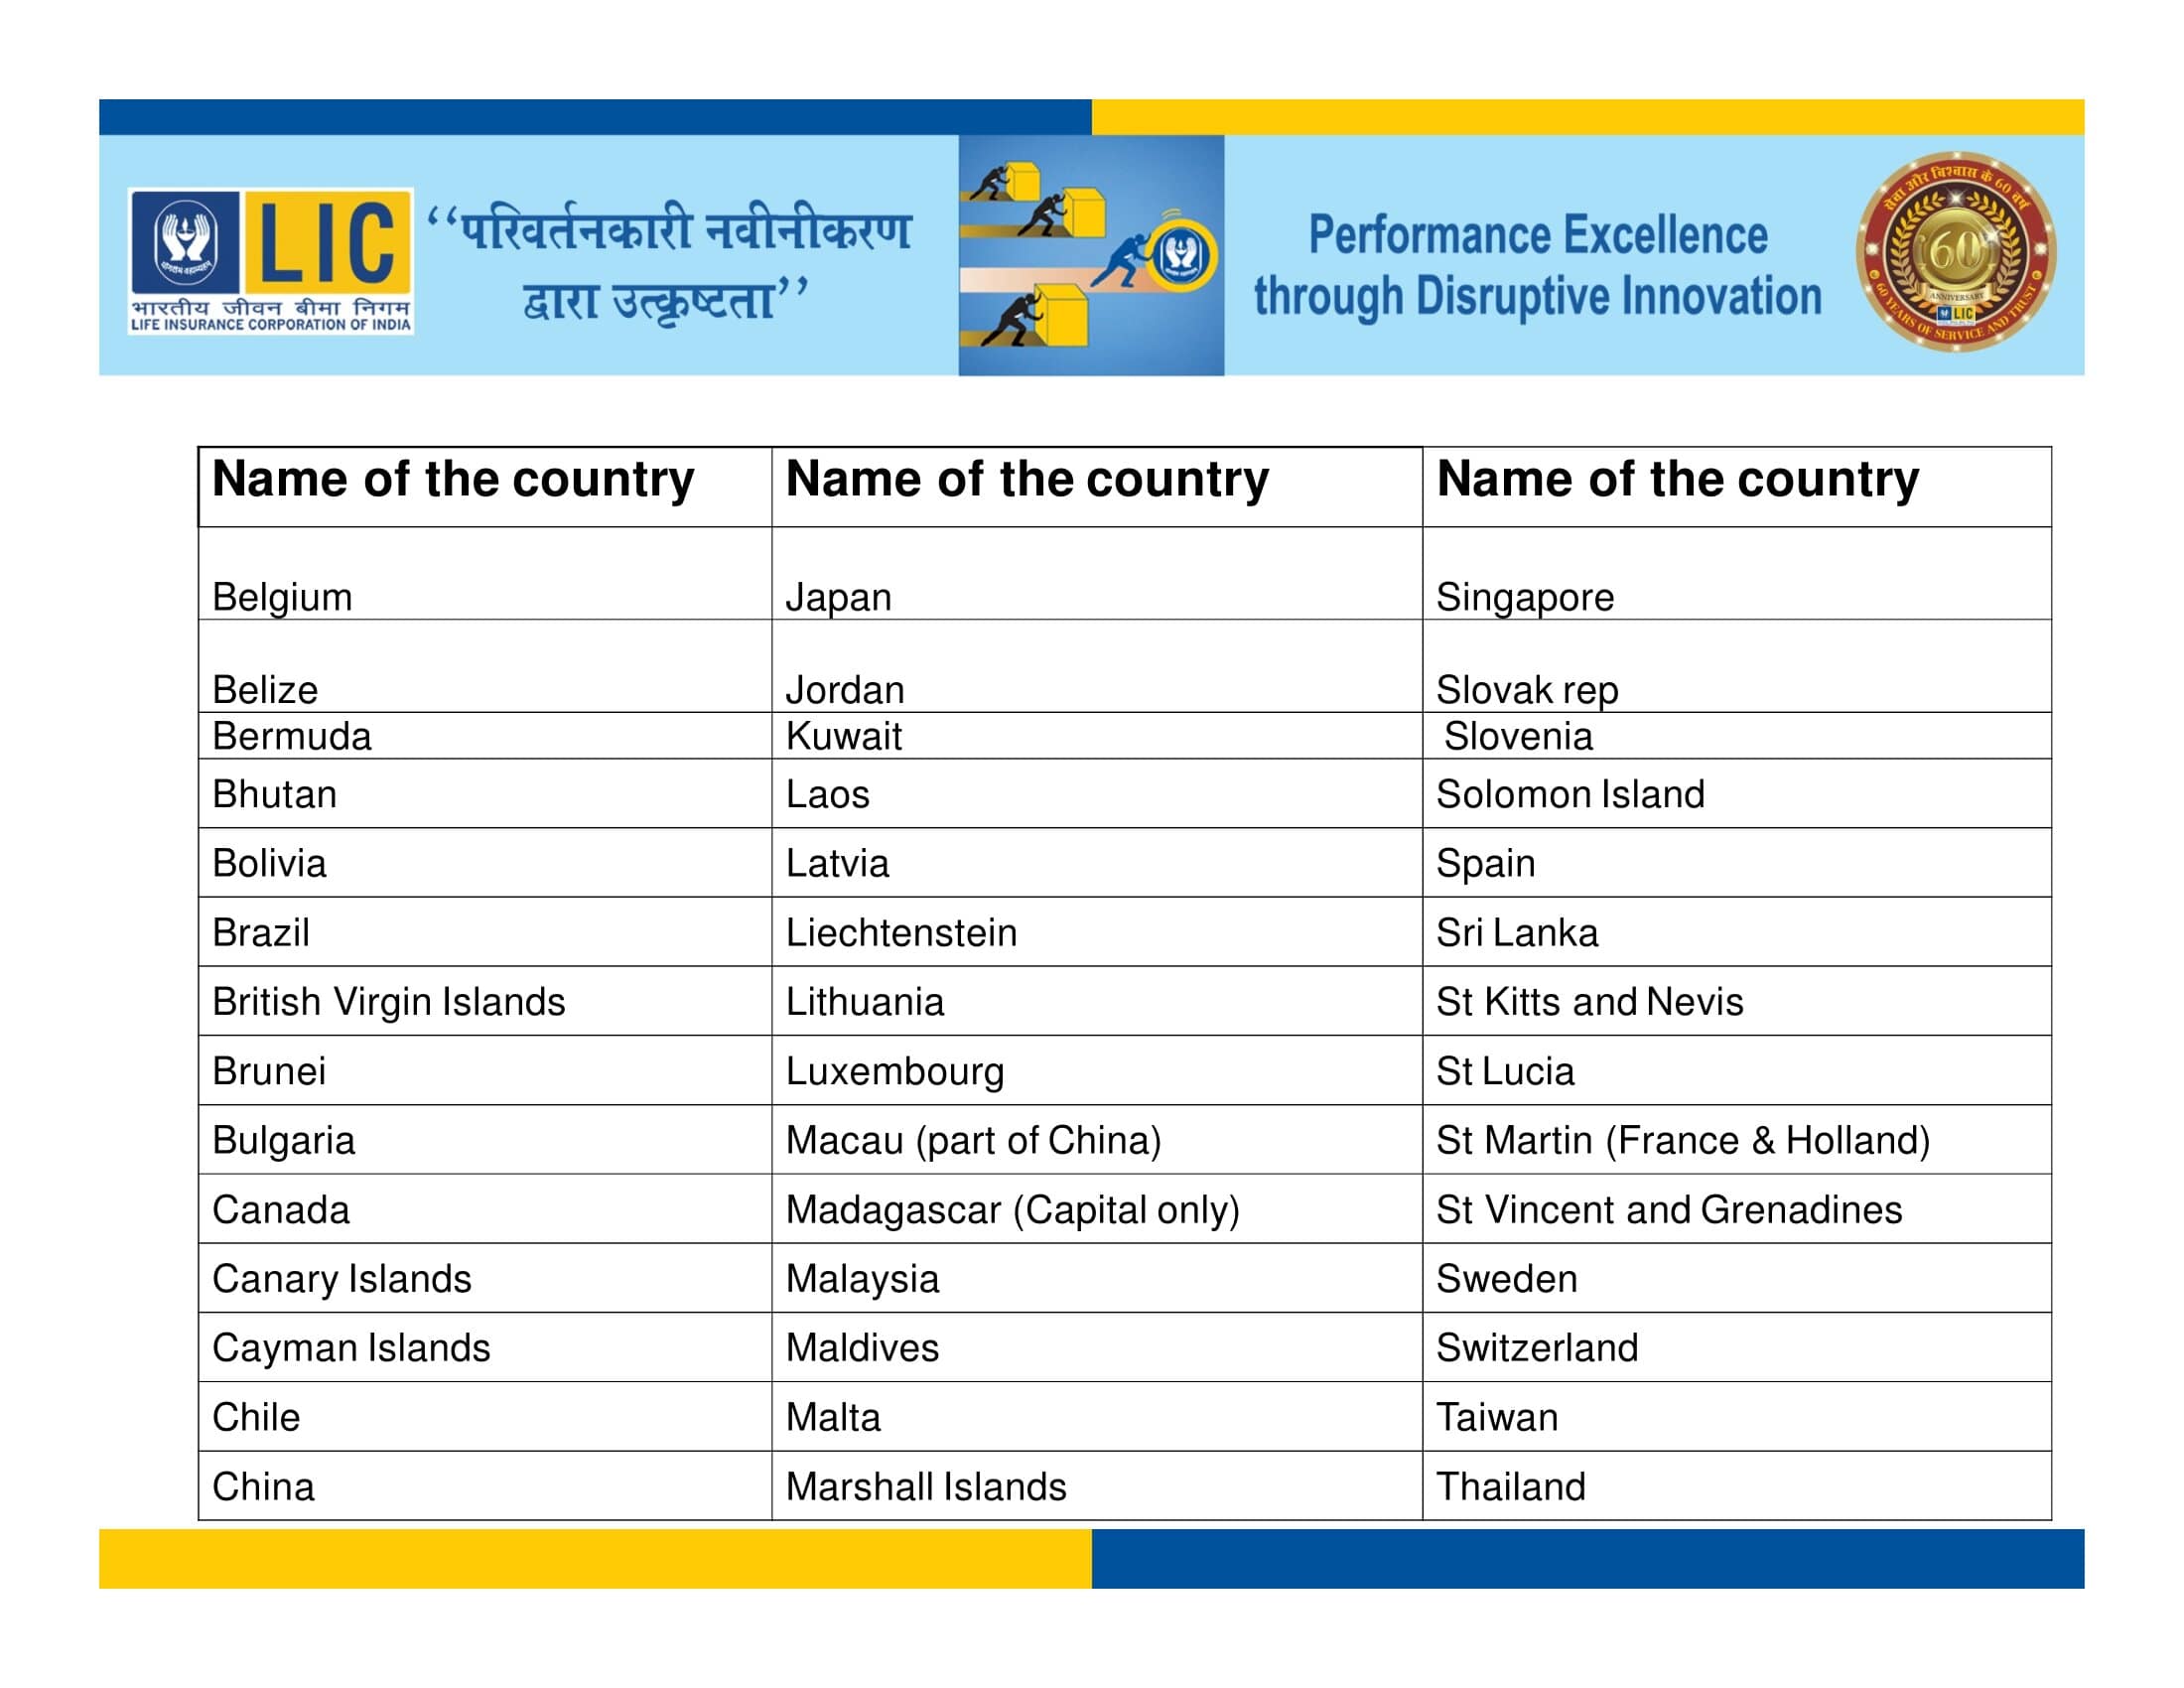 LIC
भारतीय जीवन बीमा निगम
LIFE INSURANCE CORPORATION OF INDIA
‘‘परिवर्तनकारी नवीनीकरण
द्वारा उत्कृष्टता’’
Performance Excellence
through Disruptive Innovation
सेवा और विश्वास के 60 वर्ष
60
ANNIVERSARY
LIC
60 YEARS OF SERVICE AND TRUST
Name of the country Name of the country Name of the country
Belgium Japan Singapore
Belize Jordan Slovak rep
Bermuda Kuwait Slovenia
Bhutan Laos Solomon Island
Bolivia Latvia Spain
Brazil Liechtenstein Sri Lanka
British Virgin Islands Lithuania St Kitts and Nevis
Brunei Luxembourg St Lucia
Bulgaria Macau (part of China) St Martin (France & Holland)
Canada Madagascar (Capital only) St Vincent and Grenadines
Canary Islands Malaysia Sweden
Cayman Islands Maldives Switzerland
Chile Malta Taiwan
China Marshall Islands Thailand